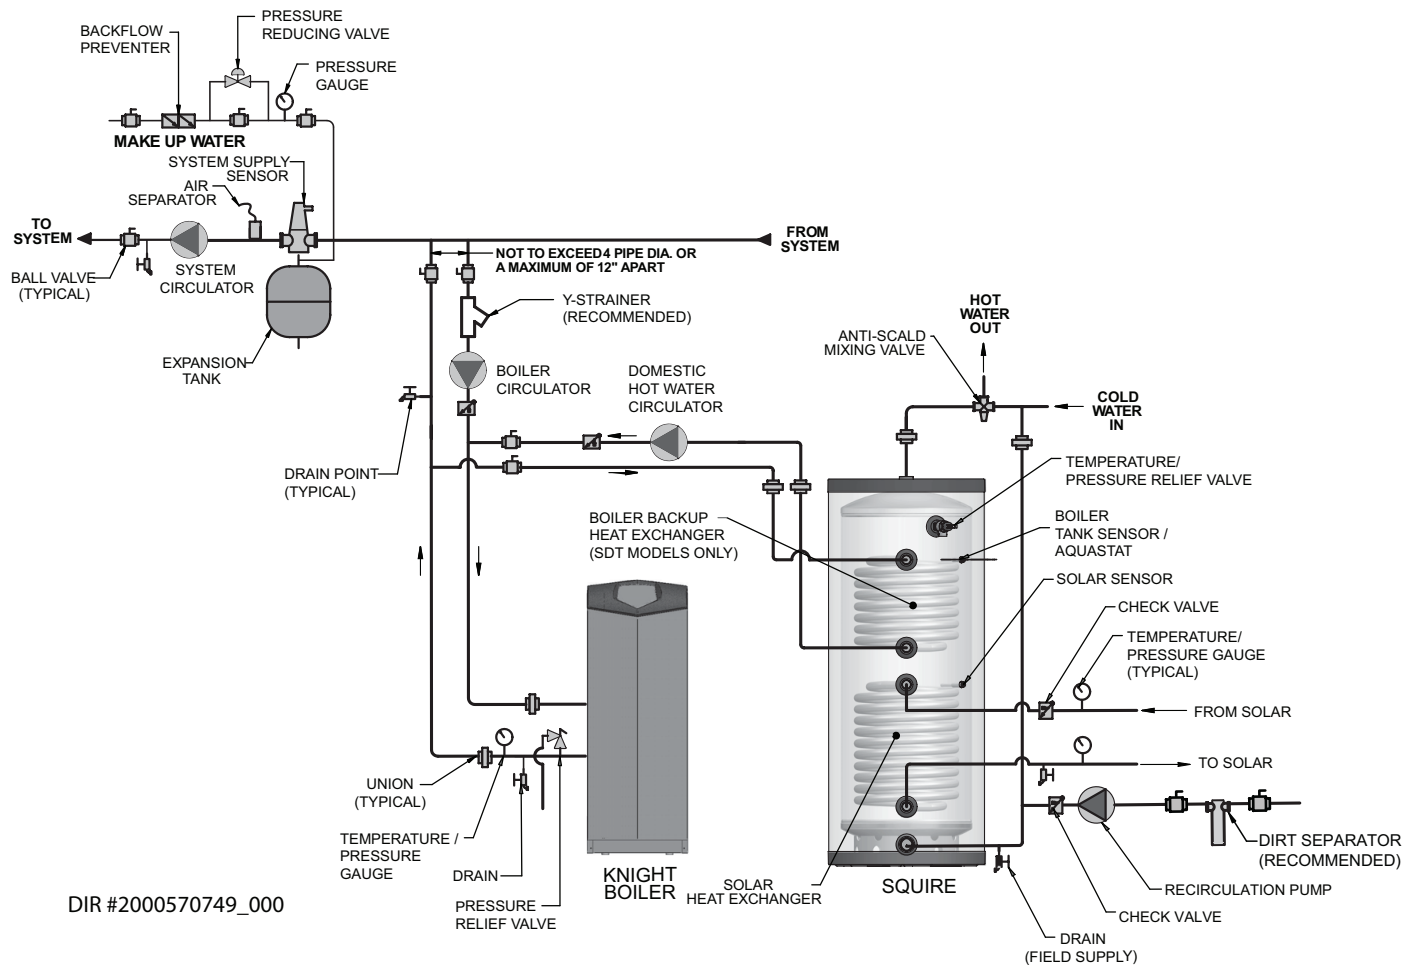 PRESSURE
REDUCING VALVE
BACKFLOW
PREVENTER
PRESSURE
GAUGE
MAKE UP WATER
SYSTEM SUPPLY
SENSOR
AIR
SEPARATOR
TO
SYSTEM
FROM
SYSTEM
NOT TO EXCEED 4 PIPE DIA. OR
A MAXIMUM OF 12" APART
BALL VALVE
(TYPICAL)
SYSTEM
CIRCULATOR
Y-STRAINER
(RECOMMENDED)
HOT
WATER
OUT
ANTI-SCALD
MIXING VALVE
EXPANSION
TANK
BOILER
CIRCULATOR
DOMESTIC
HOT WATER
CIRCULATOR
COLD
WATER
IN
DRAIN POINT
(TYPICAL)
TEMPERATURE/
PRESSURE RELIEF VALVE
BOILER BACKUP
HEAT EXCHANGER
(SDT MODELS ONLY)
BOILER
TANK SENSOR /
AQUASTAT
SOLAR SENSOR
CHECK VALVE
TEMPERATURE/
PRESSURE GAUGE
(TYPICAL)
FROM SOLAR
TO SOLAR
UNION
(TYPICAL)
TEMPERATURE /
PRESSURE
GAUGE
DRAIN
PRESSURE
RELIEF VALVE
KNIGHT
BOILER
SOLAR
HEAT EXCHANGER
SQUIRE
DIRT SEPARATOR
(RECOMMENDED)
RECIRCULATION PUMP
CHECK VALVE
DRAIN
(FIELD SUPPLY)
DIR #2000570749_000